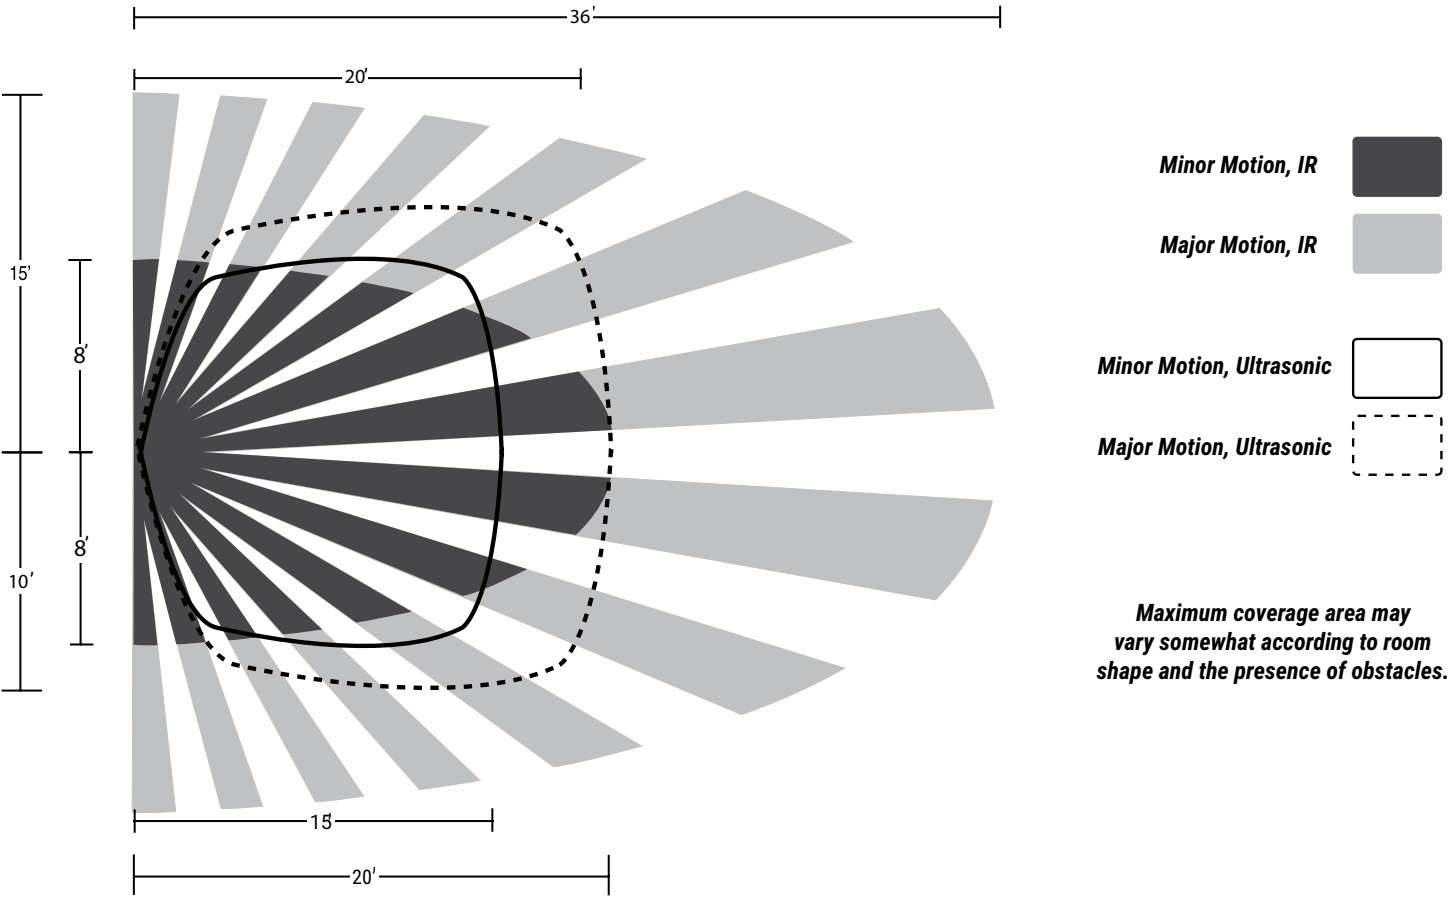 36′
20′
15'
8′
8′
10′
15′
20′
Minor Motion, IR
Major Motion, IR
Minor Motion, Ultrasonic
Major Motion, Ultrasonic
Maximum coverage area may
vary somewhat according to room
shape and the presence of obstacles.